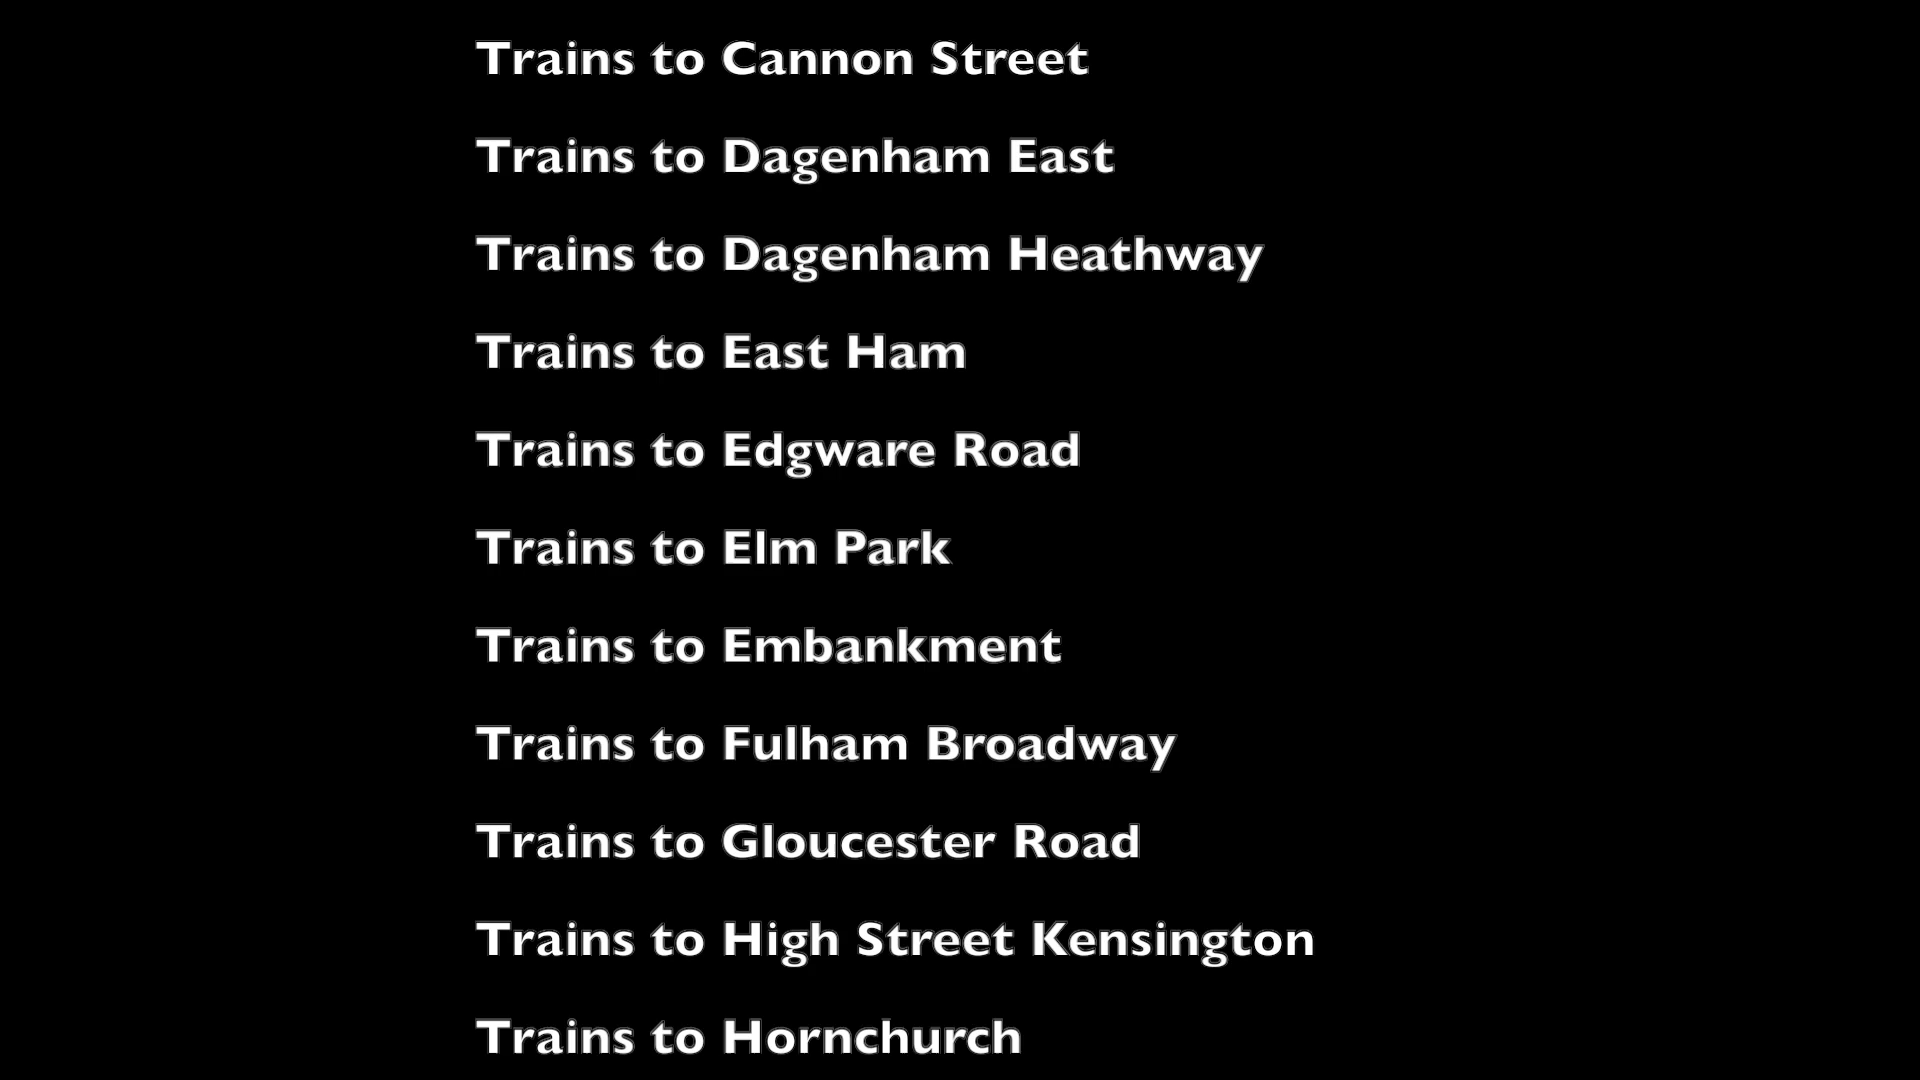 Trains to Cannon Street
Trains to Dagenham East
Trains to Dagenham Heathway
Trains to East Ham
Trains to Edgware Road
Trains to Elm Park
Trains to Embankment
Trains to Fulham Broadway
Trains to Gloucester Road
Trains to High Street Kensington
Trains to Hornchurch